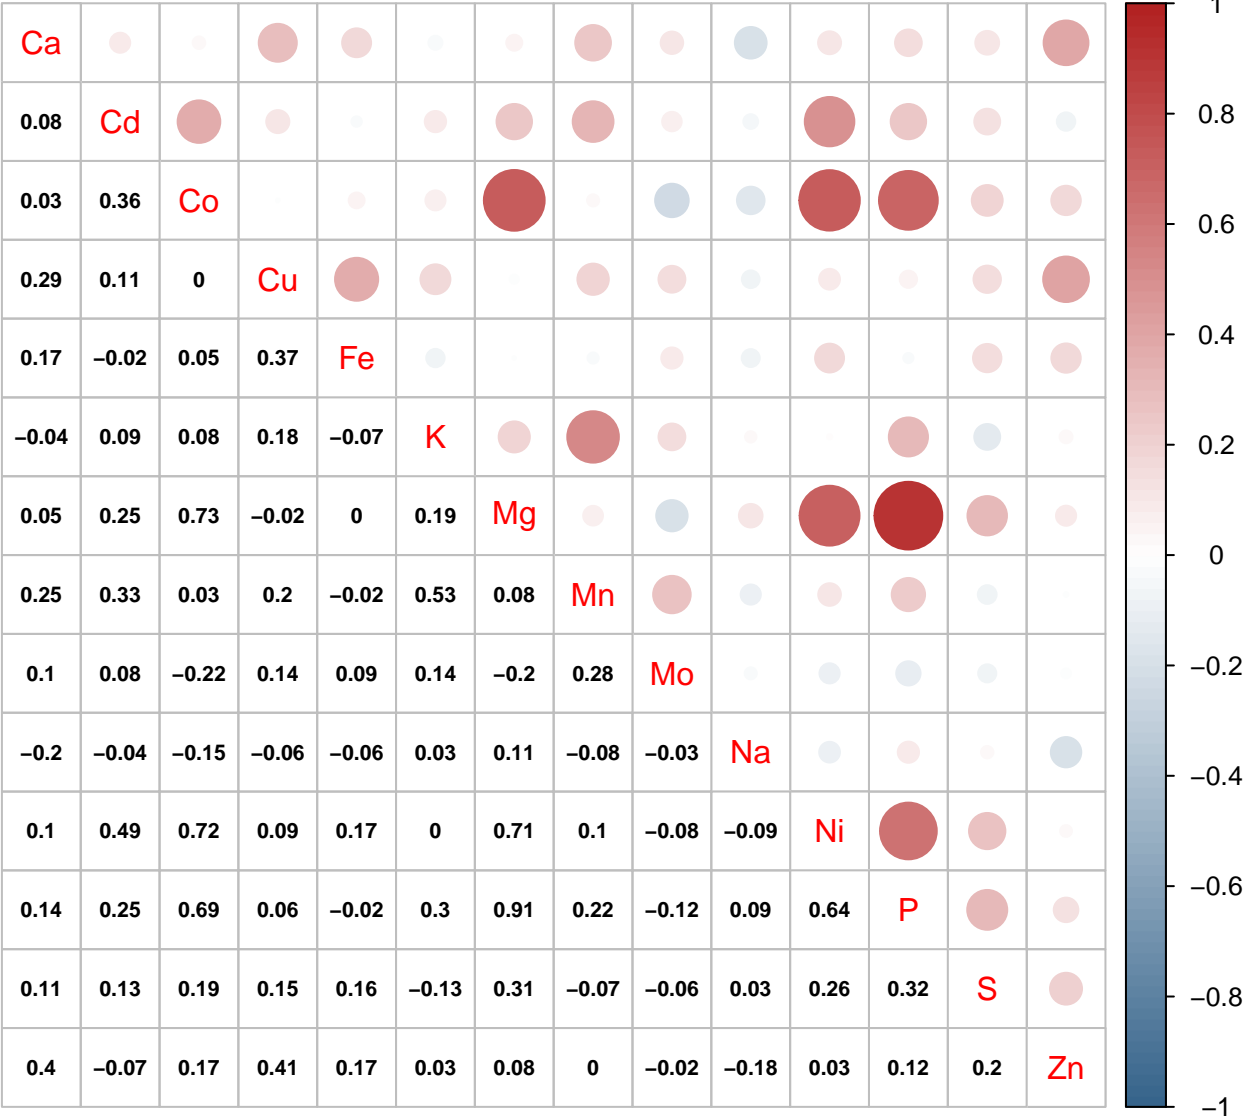 Ca
0.08 Cd
0.03 0.36 Co
0.29 0.11 0 Cu
0.17 −0.02 0.05 0.37 Fe
−0.04 0.09 0.08 0.18 −0.07 K
0.05 0.25 0.73 −0.02 0 0.19 Mg
0.25 0.33 0.03 0.2 −0.02 0.53 0.08 Mn
0.1 0.08 −0.22 0.14 0.09 0.14 −0.2 0.28 Mo
−0.2 −0.04 −0.15 −0.06 −0.06 0.03 0.11 −0.08 −0.03 Na
0.1 0.49 0.72 0.09 0.17 0 0.71 0.1 −0.08 −0.09 Ni
0.14 0.25 0.69 0.06 −0.02 0.3 0.91 0.22 −0.12 0.09 0.64 P
0.11 0.13 0.19 0.15 0.16 −0.13 0.31 −0.07 −0.06 0.03 0.26 0.32 S
0.4 −0.07 0.17 0.41 0.17 0.03 0.08 0 −0.02 −0.18 0.03 0.12 0.2 Zn
1
0.8
0.6
0.4
0.2
0
−0.2
−0.4
−0.6
−0.8
−1